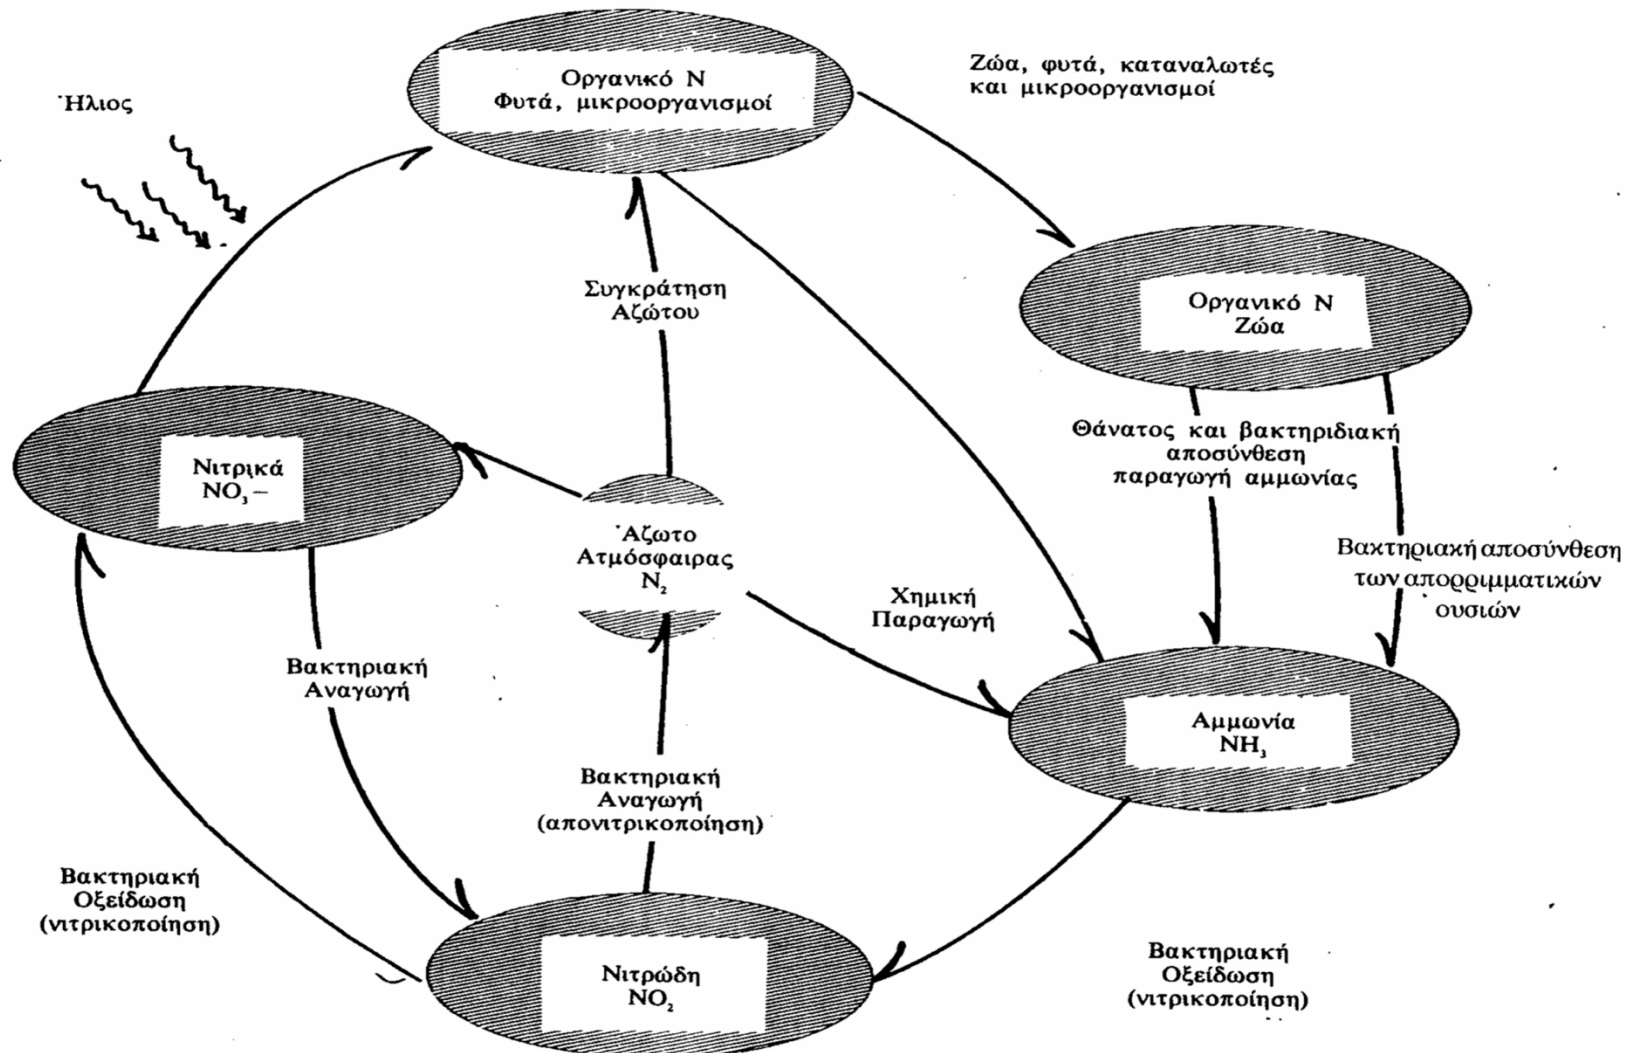 Οργανικό Ν
Φυτά, μικροοργανισμοί
Ζώα, φυτά, καταναλωτές
και μικροοργανισμοί
Ήλιος
Συγκράτηση
Αζώτου
Οργανικό Ν
Ζώα
Θάνατος και βακτηριδιακή
αποσύνθεση
παραγωγή αμμωνίας
Νιτρικά
NO₃−
Άζωτο
Ατμόσφαιρας
N₂
Βακτηριακή αποσύνθεση
των απορριμματικών
ουσιών
Χημική
Παραγωγή
Βακτηριακή
Αναγωγή
Αμμωνία
NH₃
Βακτηριακή
Αναγωγή
(απονιτρικοποίηση)
Βακτηριακή
Οξείδωση
(νιτρικοποίηση)
Νιτρώδη
NO₂
Βακτηριακή
Οξείδωση
(νιτρικοποίηση)